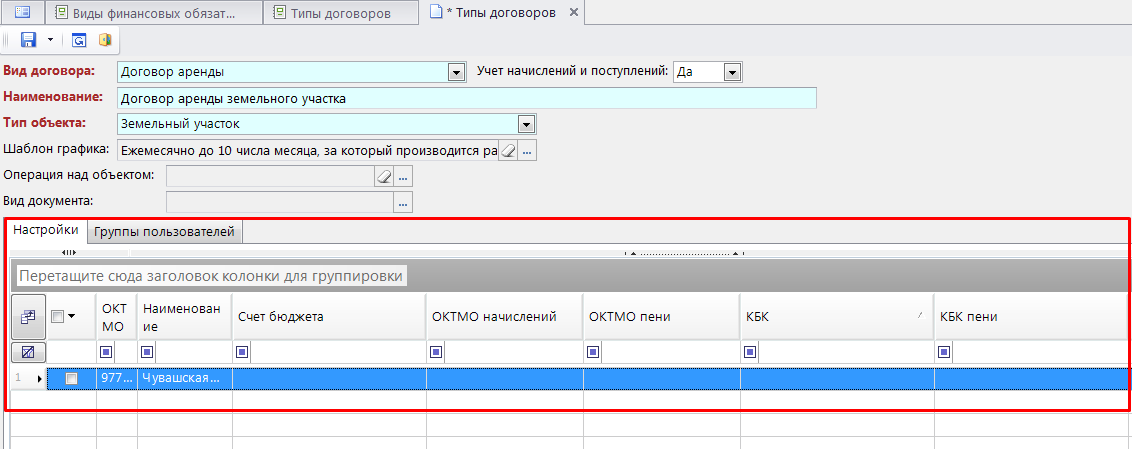 Виды финансовых обязат...
Типы договоров
* Типы договоров
Вид договора: Договор аренды Учет начислений и поступлений: Да
Наименование: Договор аренды земельного участка
Тип объекта: Земельный участок
Шаблон графика: Ежемесячно до 10 числа месяца, за который производится ра ...
Операция над объектом: ...
Вид документа: ...
Настройки Группы пользователей
Перетащите сюда заголовок колонки для группировки
ОКТ
МО
Наименован
ие
Счет бюджета
ОКТМО начислений
ОКТМО пени
КБК
КБК пени
1 977... Чувашская...